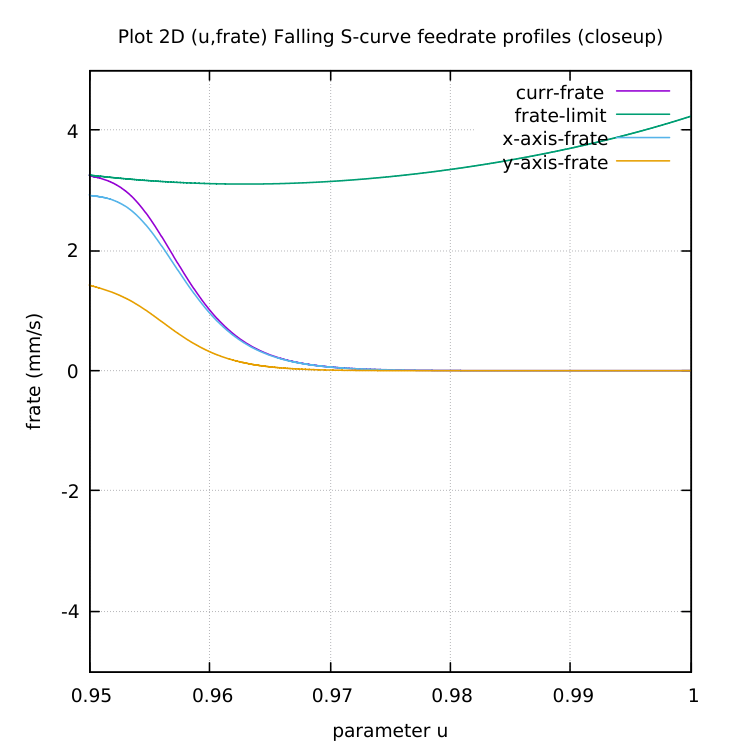 Plot 2D (u,frate) Falling S-curve feedrate profiles (closeup)
curr-frate
frate-limit
x-axis-frate
y-axis-frate
4
2
0
-2
-4
frate (mm/s)
0.95 0.96 0.97 0.98 0.99 1
parameter u